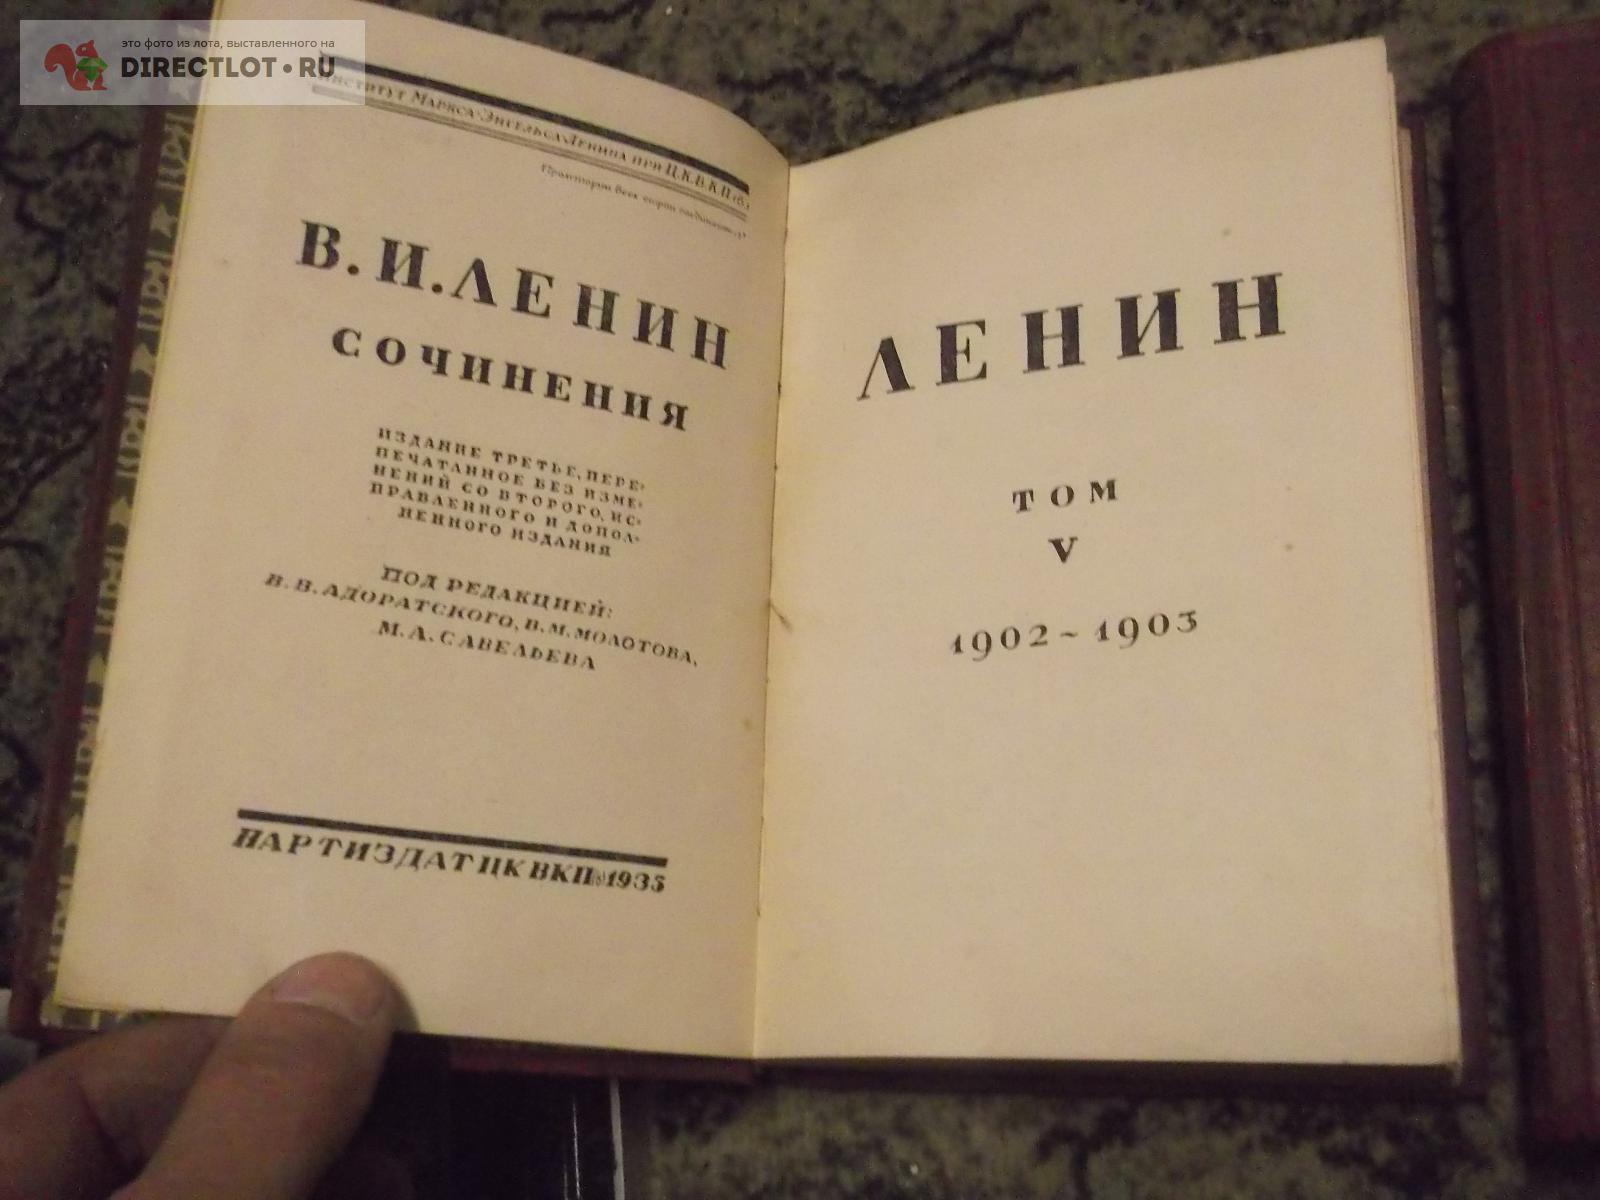 это фото из лота, выставленного на
DIRECTLOT.RU
Институт Маркса-Энгельса-Ленина при Ц.К.В.К.П.(б.)
Пролетарии всех стран, соединяйтесь!
В.И.ЛЕНИН
СОЧИНЕНИЯ
ИЗДАНИЕ ТРЕТЬЕ, ПЕРЕ-
ПЕЧАТАННОЕ БЕЗ ИЗМЕ-
НЕНИЙ СО ВТОРОГО, ИС-
ПРАВЛЕННОГО И ДОПОЛ-
НЕННОГО ИЗДАНИЯ
ПОД РЕДАКЦИЕЙ:
В.В.АДОРАТСКОГО, В.М.МОЛОТОВА,
М.А.САВЕЛЬЕВА
ПАРТИЗДАТ ЦК ВКП(б) 1935
ЛЕНИН
ТОМ
V
1902~1903